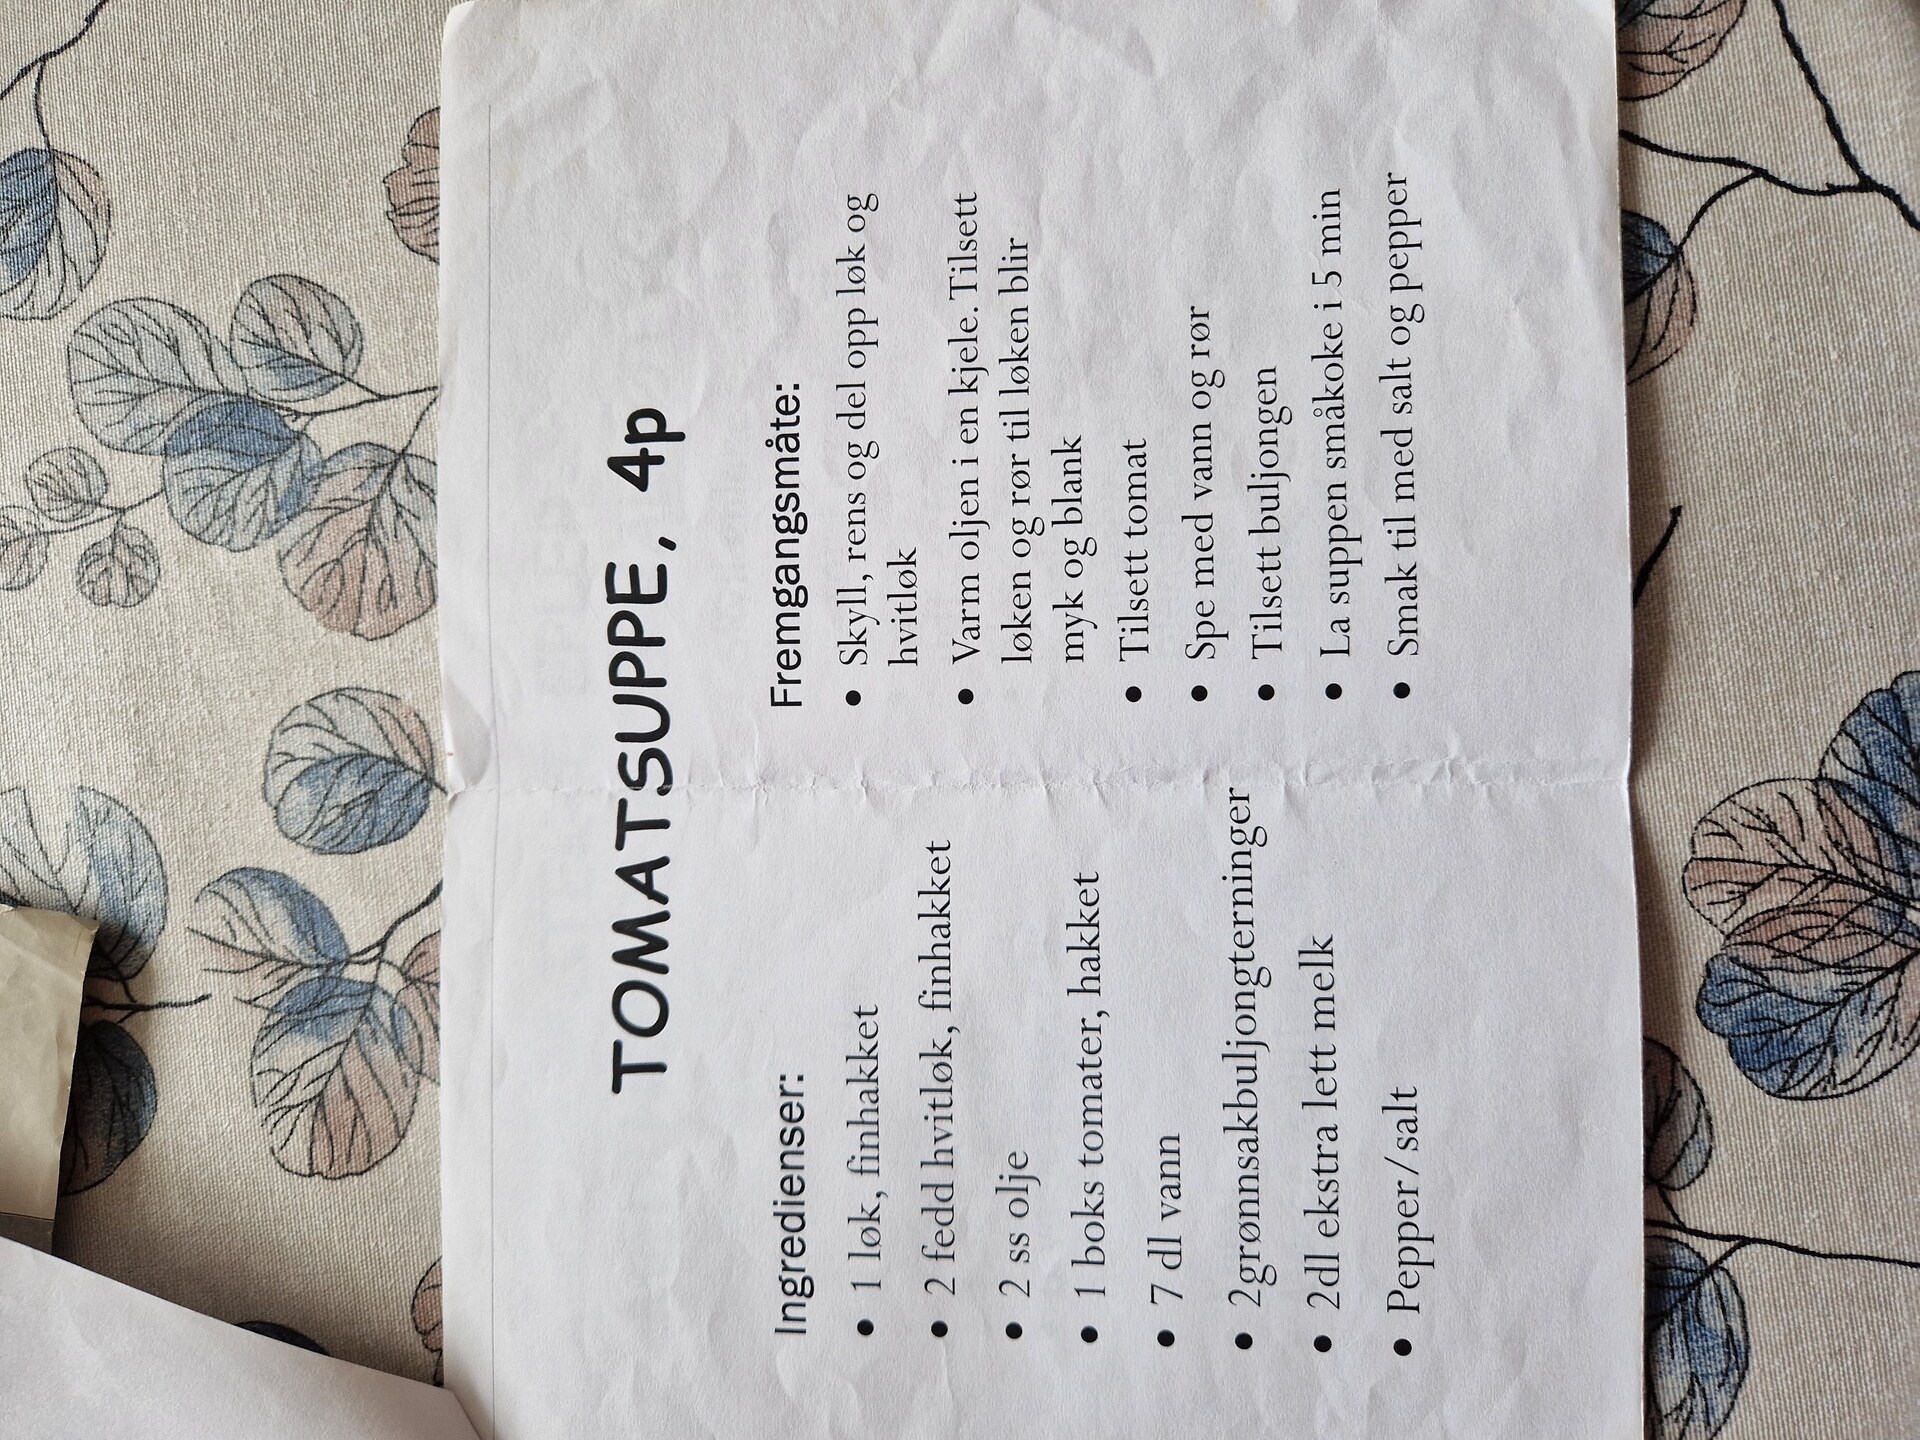 TOMATSUPPE, 4p
Ingredienser:
• 1 løk, finhakket
• 2 fedd hvitløk, finhakket
• 2 ss olje
• 1 boks tomater, hakket
• 7 dl vann
• 2grønnsakbuljongterninger
• 2dl ekstra lett melk
• Pepper/salt
Fremgangsmåte:
• Skyll, rens og del opp løk og
hvitløk
• Varm oljen i en kjele. Tilsett
løken og rør til løken blir
myk og blank
• Tilsett tomat
• Spe med vann og rør
• Tilsett buljongen
• La suppen småkoke i 5 min
• Smak til med salt og pepper